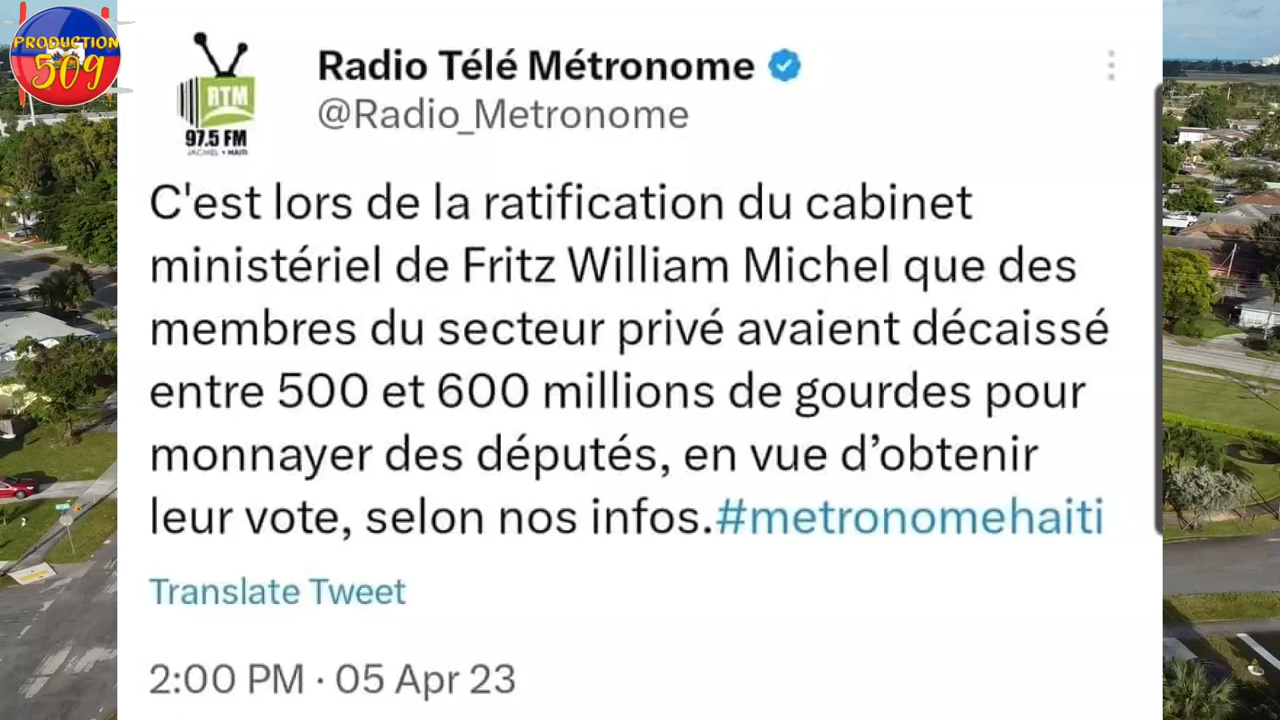 PRODUCTION
509
RTM
97.5 FM
JACMEL • HAITI
Radio Télé Métronome
@Radio_Metronome
C'est lors de la ratification du cabinet
ministériel de Fritz William Michel que des
membres du secteur privé avaient décaissé
entre 500 et 600 millions de gourdes pour
monnayer des députés, en vue d’obtenir
leur vote, selon nos infos.#metronomehaiti
Translate Tweet
2:00 PM · 05 Apr 23